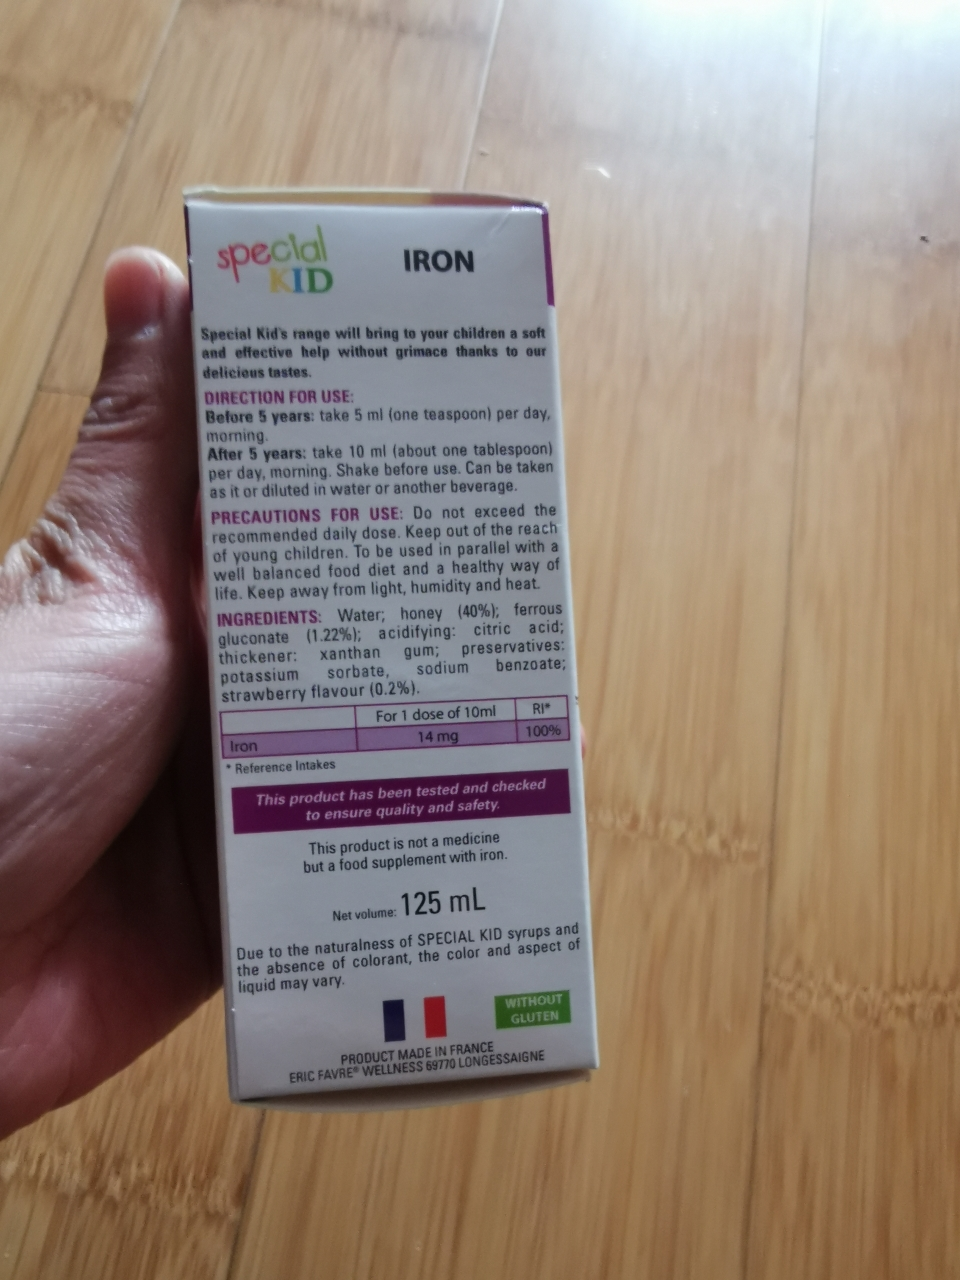 special
KID
IRON
Special Kid's range will bring to your children a soft
and effective help without grimace thanks to our
delicious tastes.
DIRECTION FOR USE:
Before 5 years: take 5 ml (one teaspoon) per day,
morning.
After 5 years: take 10 ml (about one tablespoon)
per day, morning. Shake before use. Can be taken
as it or diluted in water or another beverage.
PRECAUTIONS FOR USE: Do not exceed the
recommended daily dose. Keep out of the reach
of young children. To be used in parallel with a
well balanced food diet and a healthy way of
life. Keep away from light, humidity and heat.
INGREDIENTS: Water; honey (40%); ferrous
gluconate (1.22%); acidifying: citric acid;
thickener: xanthan gum; preservatives:
potassium sorbate, sodium benzoate;
strawberry flavour (0.2%).
For 1 dose of 10ml RI*
Iron 14 mg 100%
* Reference Intakes
This product has been tested and checked
to ensure quality and safety.
This product is not a medicine
but a food supplement with iron.
Net volume: 125 mL
Due to the naturalness of SPECIAL KID syrups and
the absence of colorant, the color and aspect of
liquid may vary.
WITHOUT
GLUTEN
PRODUCT MADE IN FRANCE
ERIC FAVRE® WELLNESS 69770 LONGESSAIGNE